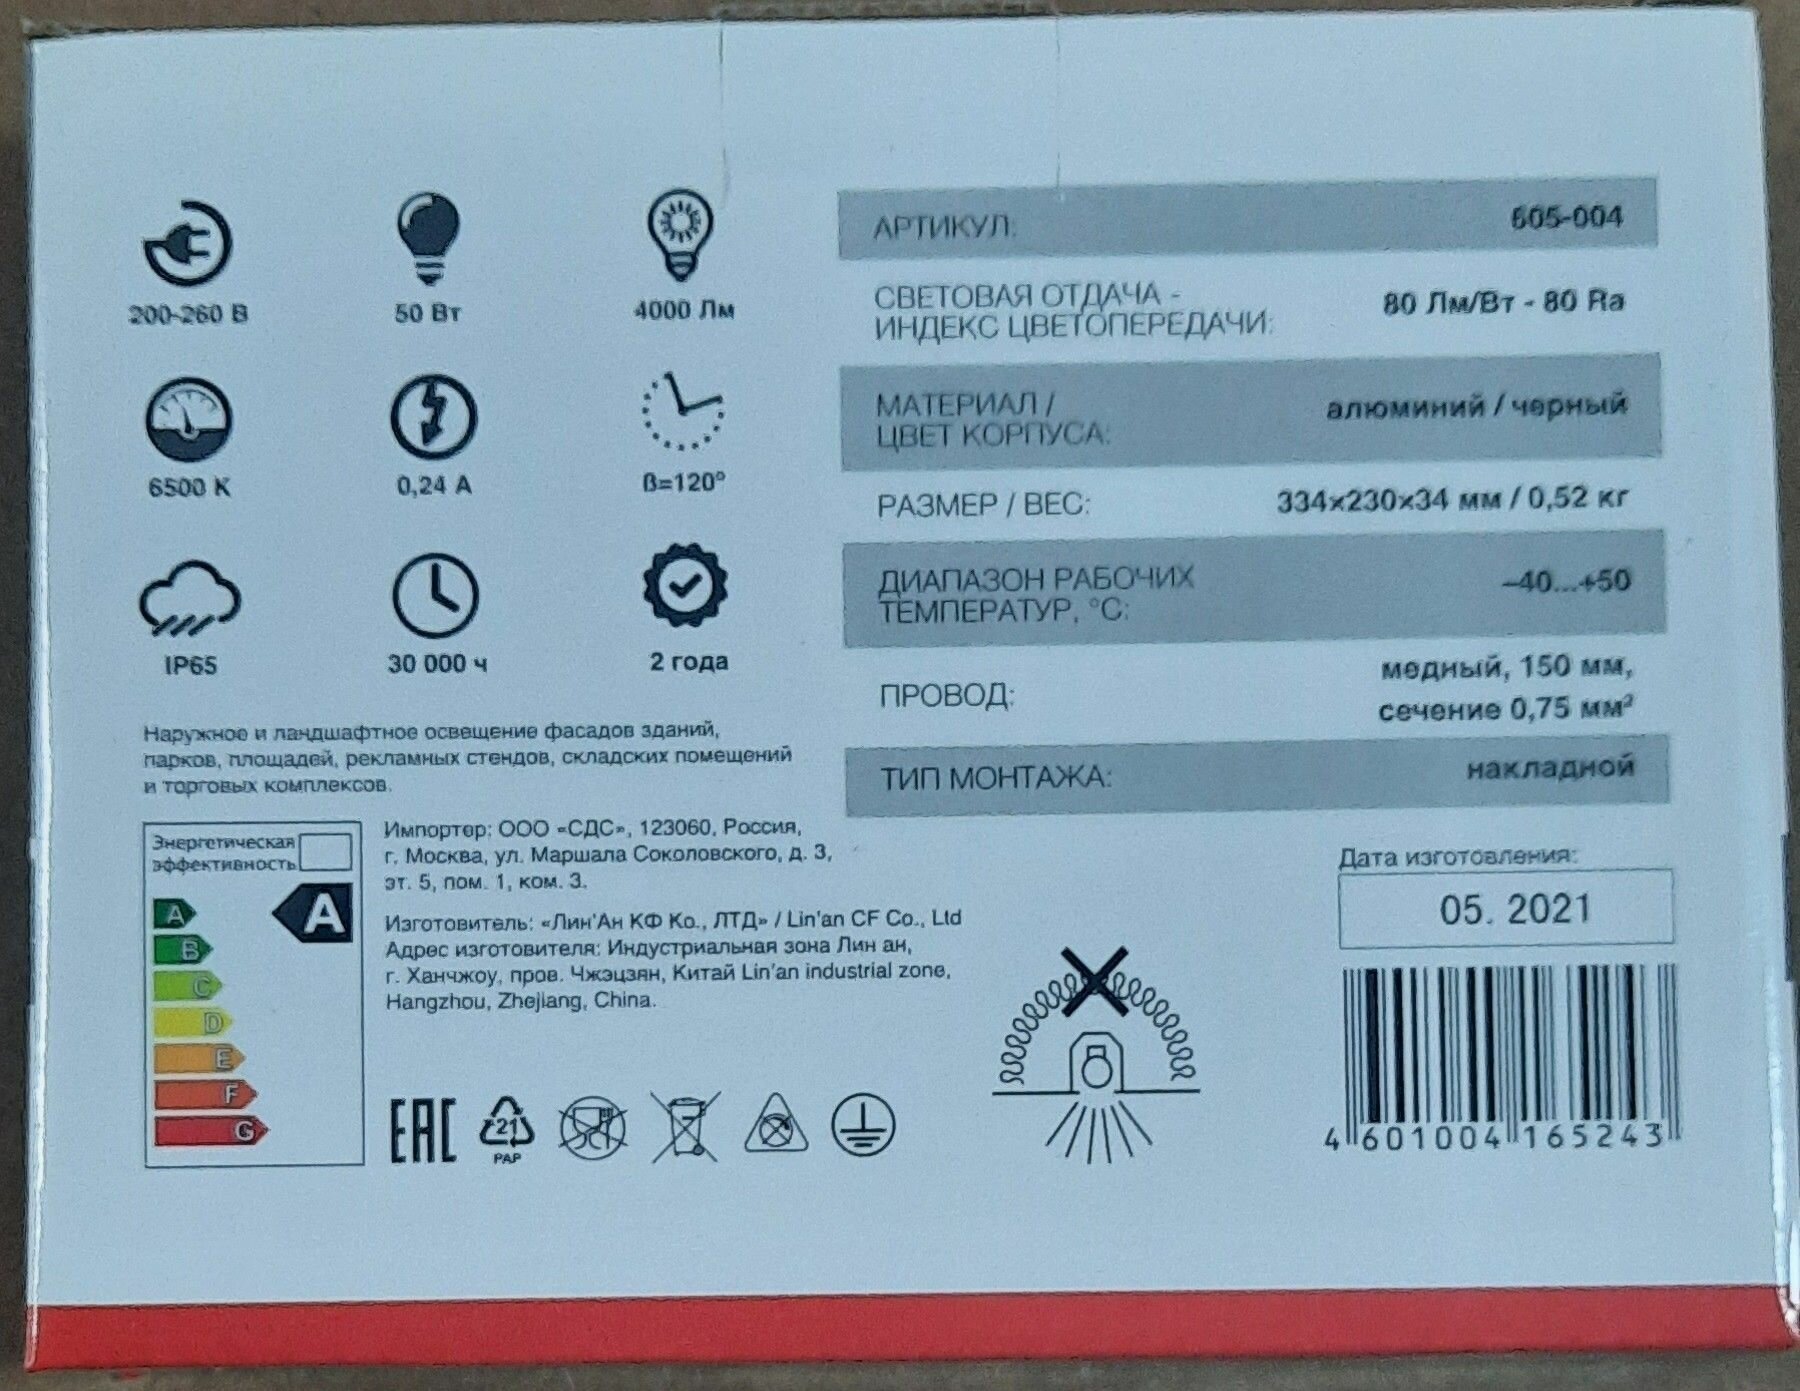 200-260 В
50 Вт
4000 Лм
6500 К
0,24 А
ß=120°
IP65
30 000 ч
2 года
Наружное и ландшафтное освещение фасадов зданий,
парков, площадей, рекламных стендов, складских помещений
и торговых комплексов.
Энергетическая
эффективность
A
A
B
C
D
E
F
G
Импортер: ООО «СДС», 123060, Россия,
г. Москва, ул. Маршала Соколовского, д. 3,
эт. 5, пом. 1, ком. 3.
Изготовитель: «Лин'Ан КФ Ко., ЛТД» / Lin'an CF Co., Ltd
Адрес изготовителя: Индустриальная зона Лин ан,
г. Ханчжоу, пров. Чжэцзян, Китай Lin'an industrial zone,
Hangzhou, Zhejiang, China.
EAC
21
PAP
АРТИКУЛ: 605-004
СВЕТОВАЯ ОТДАЧА -
ИНДЕКС ЦВЕТОПЕРЕДАЧИ: 80 Лм/Вт - 80 Ra
МАТЕРИАЛ /
ЦВЕТ КОРПУСА: алюминий / черный
РАЗМЕР / ВЕС: 334x230x34 мм / 0,52 кг
ДИАПАЗОН РАБОЧИХ
ТЕМПЕРАТУР, °С: –40...+50
ПРОВОД: медный, 150 мм,
сечение 0,75 мм²
ТИП МОНТАЖА: накладной
Дата изготовления:
05. 2021
4 601004 165243